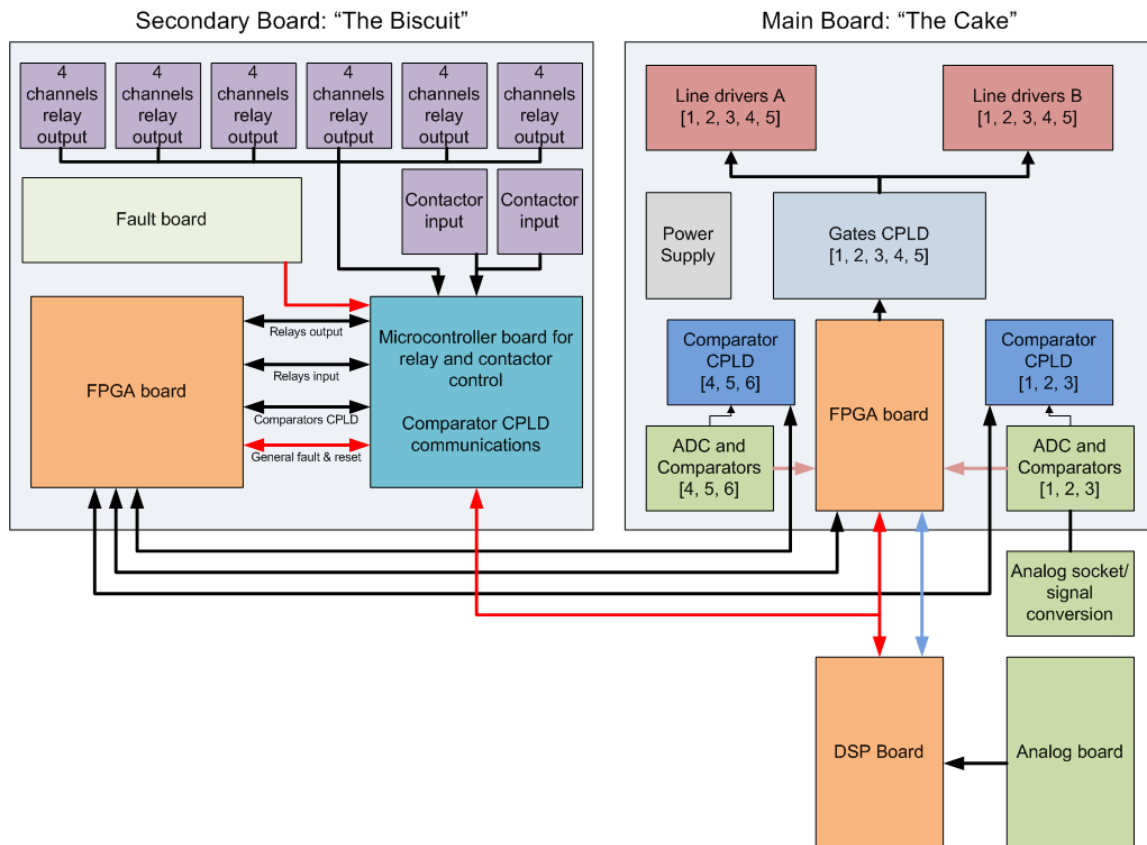 Secondary Board: “The Biscuit”
4
channels
relay
output
4
channels
relay
output
4
channels
relay
output
4
channels
relay
output
4
channels
relay
output
4
channels
relay
output
Fault board
Contactor
input
Contactor
input
FPGA board
Relays output
Relays input
Comparators CPLD
General fault & reset
Microcontroller board for
relay and contactor
control
Comparator CPLD
communications
Main Board: “The Cake”
Line drivers A
[1, 2, 3, 4, 5]
Line drivers B
[1, 2, 3, 4, 5]
Power
Supply
Gates CPLD
[1, 2, 3, 4, 5]
Comparator
CPLD
[4, 5, 6]
FPGA board
Comparator
CPLD
[1, 2, 3]
ADC and
Comparators
[4, 5, 6]
ADC and
Comparators
[1, 2, 3]
Analog socket/
signal
conversion
DSP Board
Analog board